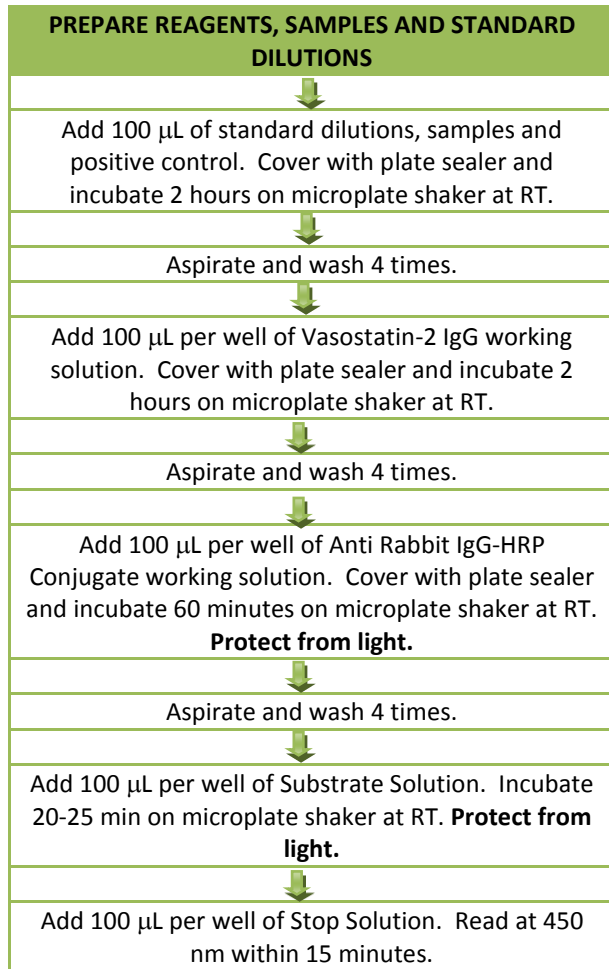 PREPARE REAGENTS, SAMPLES AND STANDARD
DILUTIONS
Add 100 μL of standard dilutions, samples and
positive control.  Cover with plate sealer and
incubate 2 hours on microplate shaker at RT.
Aspirate and wash 4 times.
Add 100 μL per well of Vasostatin-2 IgG working
solution.  Cover with plate sealer and incubate 2
hours on microplate shaker at RT.
Aspirate and wash 4 times.
Add 100 μL per well of Anti Rabbit IgG-HRP
Conjugate working solution.  Cover with plate sealer
and incubate 60 minutes on microplate shaker at RT.
Protect from light.
Aspirate and wash 4 times.
Add 100 μL per well of Substrate Solution.  Incubate
20-25 min on microplate shaker at RT. Protect from
light.
Add 100 μL per well of Stop Solution.  Read at 450
nm within 15 minutes.